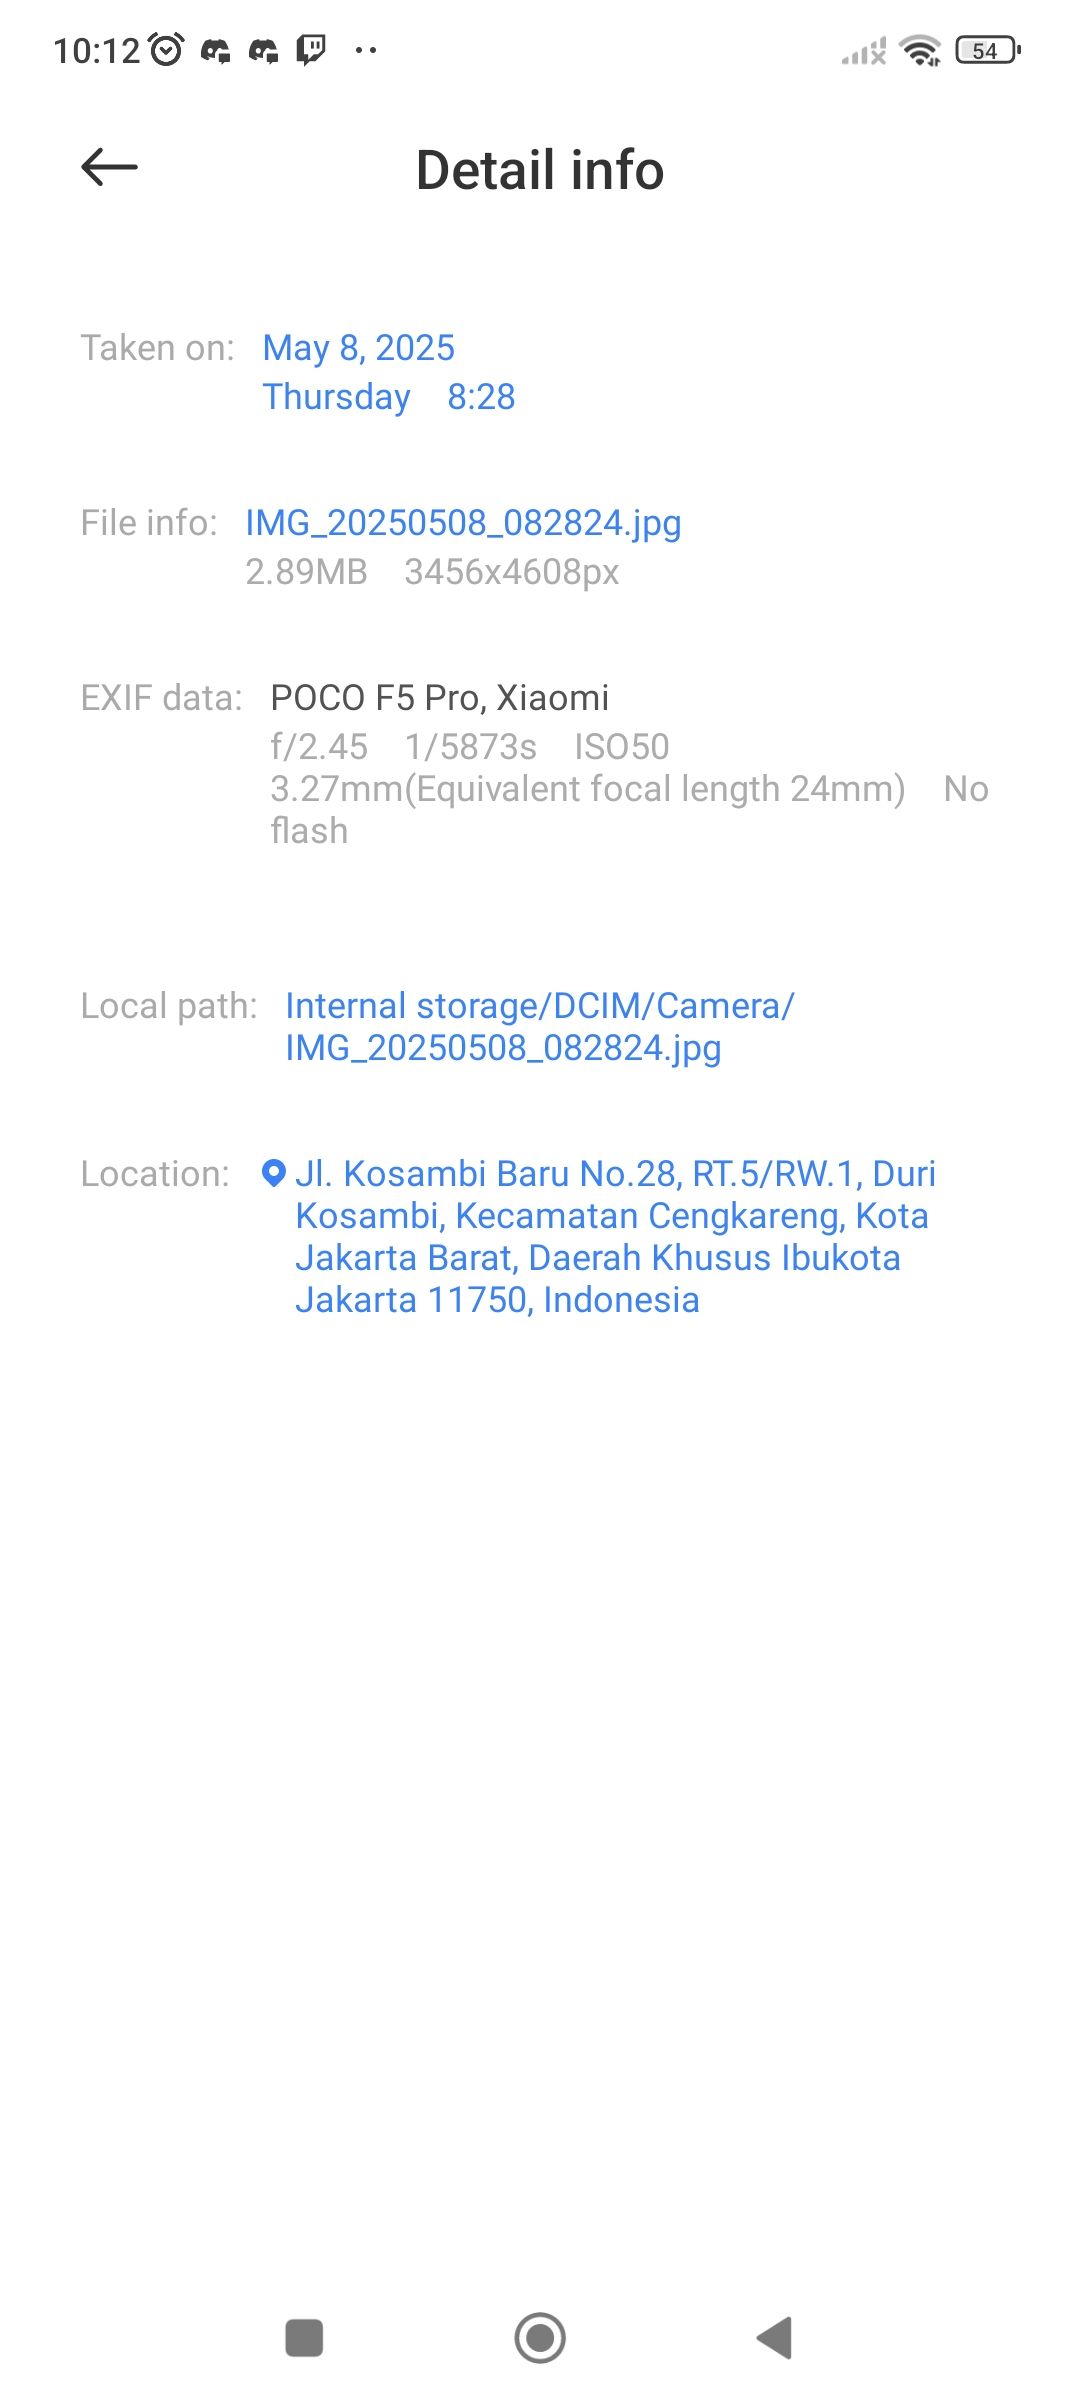 10:12
54
Detail info
Taken on: May 8, 2025
Thursday 8:28
File info: IMG_20250508_082824.jpg
2.89MB 3456x4608px
EXIF data: POCO F5 Pro, Xiaomi
f/2.45 1/5873s ISO50
3.27mm(Equivalent focal length 24mm) No
flash
Local path: Internal storage/DCIM/Camera/
IMG_20250508_082824.jpg
Location: Jl. Kosambi Baru No.28, RT.5/RW.1, Duri
Kosambi, Kecamatan Cengkareng, Kota
Jakarta Barat, Daerah Khusus Ibukota
Jakarta 11750, Indonesia